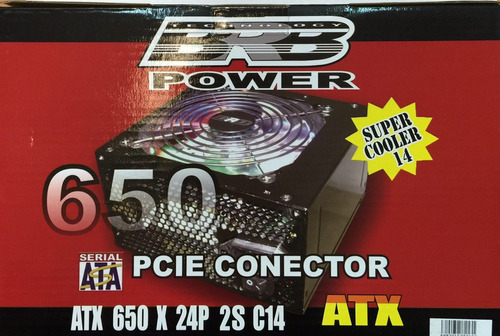 TECHNOLOGY
BRB
POWER
SUPER
COOLER
14
650
SERIAL
ATA
PCIE CONECTOR
ATX 650 X 24P 2S C14
ATX